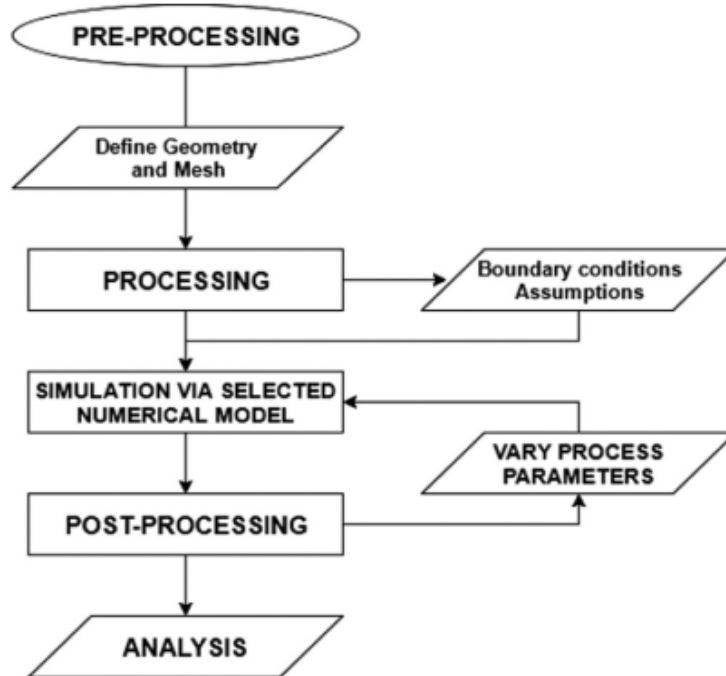 PRE-PROCESSING
Define Geometry
and Mesh
PROCESSING
Boundary conditions
Assumptions
SIMULATION VIA SELECTED
NUMERICAL MODEL
VARY PROCESS
PARAMETERS
POST-PROCESSING
ANALYSIS